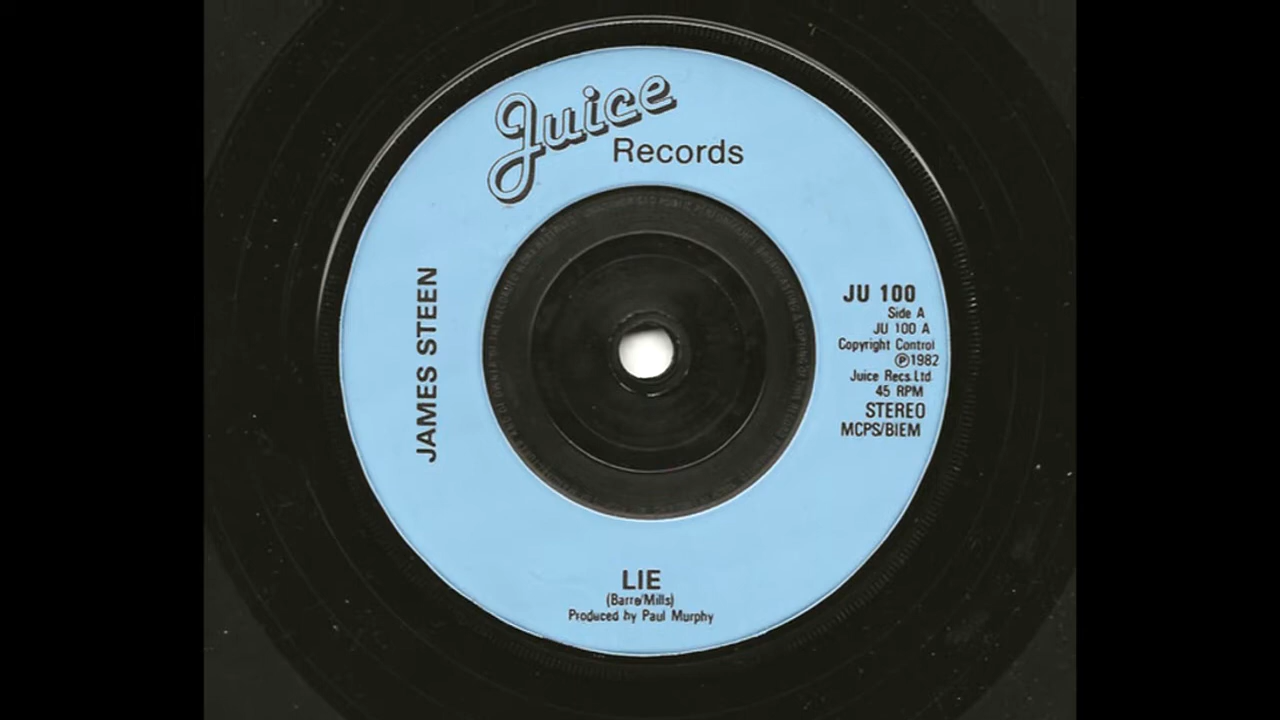 Juice
Records
JAMES STEEN
JU 100
Side A
JU 100 A
Copyright Control
Ⓟ1982
Juice Recs.Ltd.
45 RPM
STEREO
MCPS/BIEM
LIE
(Barre/Mills)
Produced by Paul Murphy